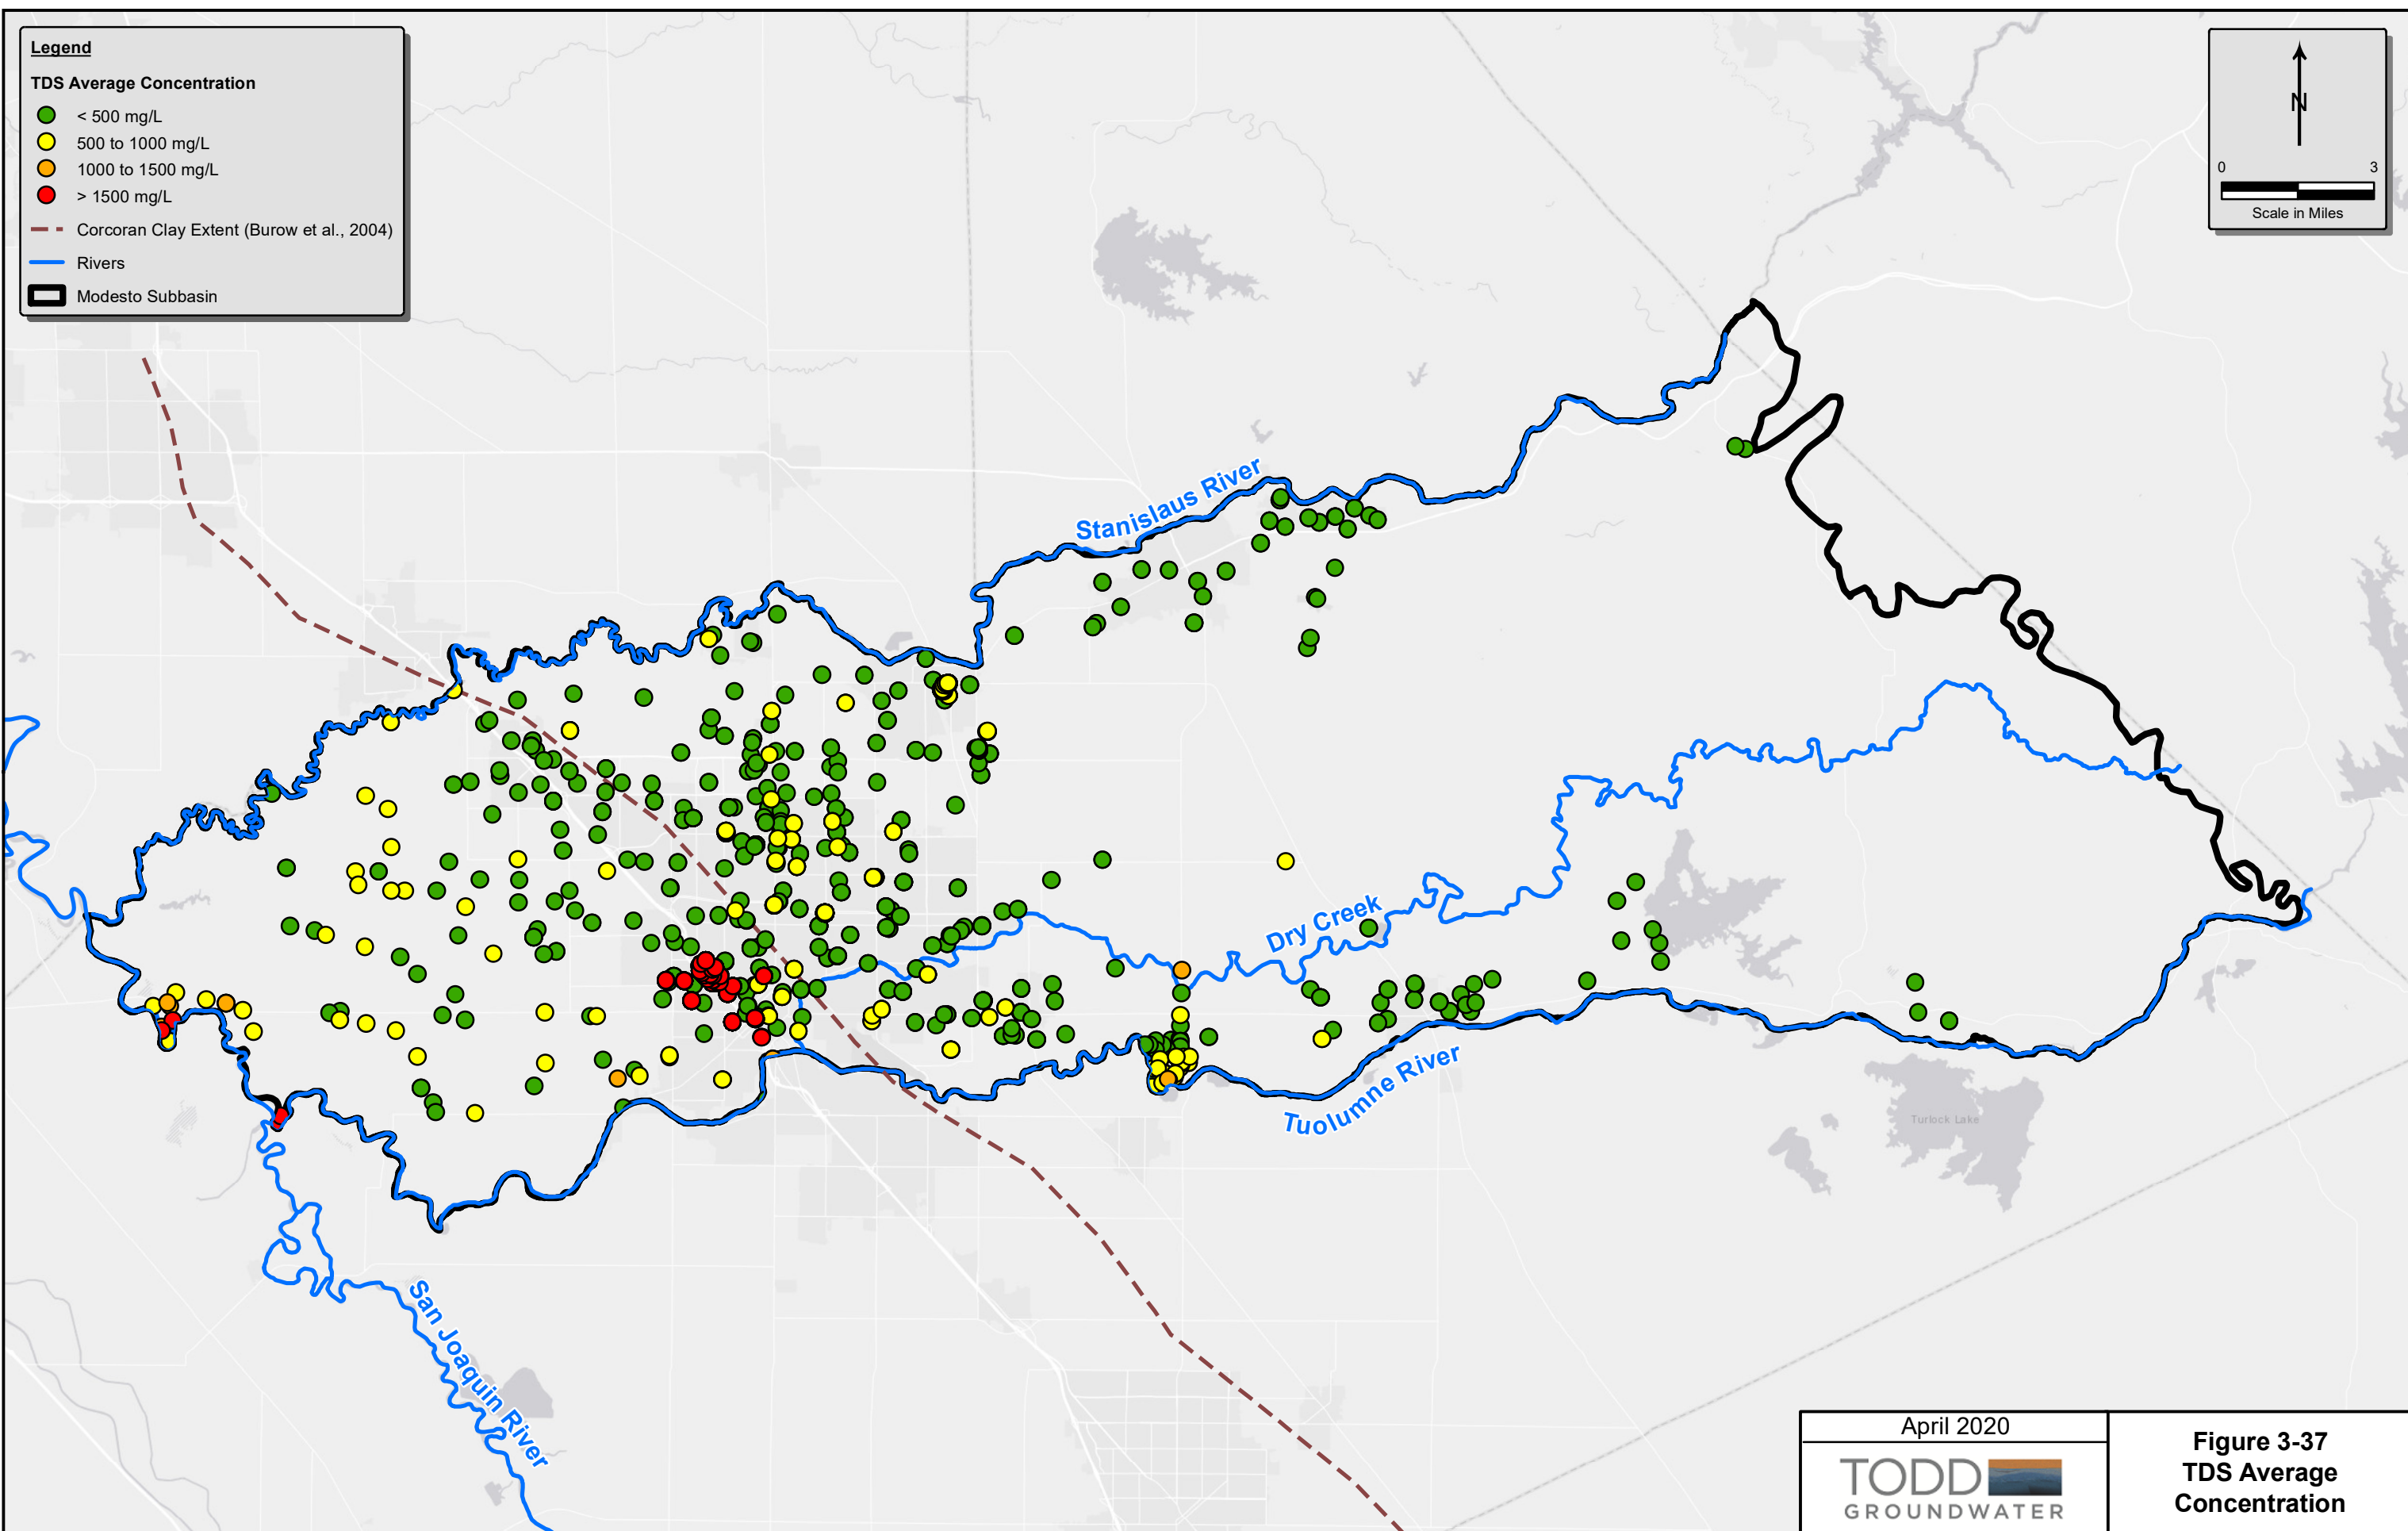 Legend
TDS Average Concentration
< 500 mg/L
500 to 1000 mg/L
1000 to 1500 mg/L
> 1500 mg/L
Corcoran Clay Extent (Burow et al., 2004)
Rivers
Modesto Subbasin
N
0 3
Scale in Miles
Stanislaus River
Dry Creek
Tuolumne River
Turlock Lake
San Joaquin River
April 2020
TODD
GROUNDWATER
Figure 3-37
TDS Average
Concentration